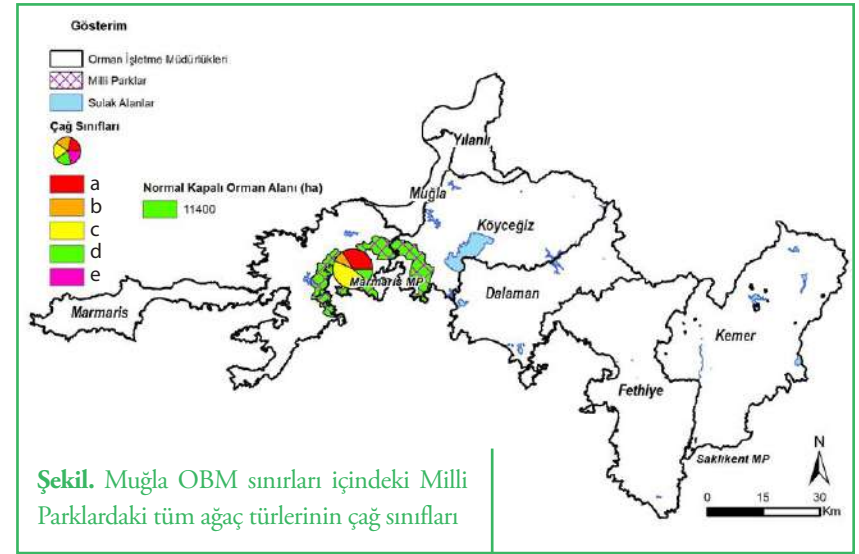 Gösterim
Orman İşletme Müdürlükleri
Milli Parklar
Sulak Alanlar
Çağ Sınıfları
a
b
c
d
e
Normal Kapalı Orman Alanı (ha)
11400
Yılanlı
Muğla
Köyceğiz
Marmaris MP
Dalaman
Marmaris
Kemer
Fethiye
Saklıkent MP
N
0 15 30
Km
Şekil. Muğla OBM sınırları içindeki Milli
Parklardaki tüm ağaç türlerinin çağ sınıfları